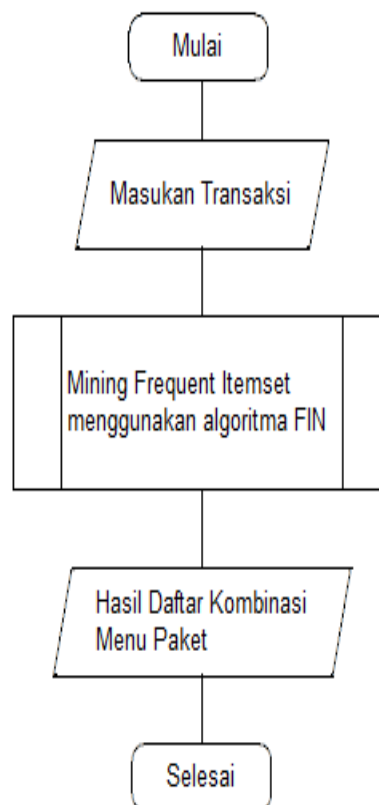 Mulai
Masukan Transaksi
Mining Frequent Itemset
menggunakan algoritma FIN
Hasil Daftar Kombinasi
Menu Paket
Selesai